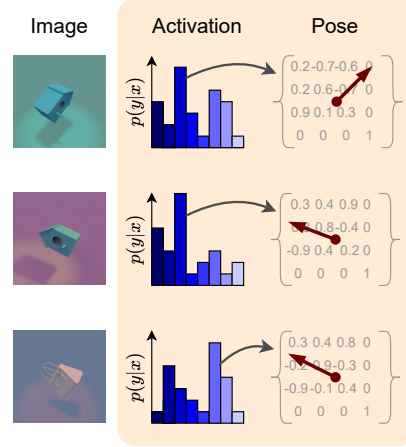 Image Activation Pose
p(y|x)
0.2 -0.7 -0.6 0
0.2 0.6 -0.7 0
0.9 0.1 0.3 0
0 0 0 1
p(y|x)
0.3 0.4 0.9 0
0.8 -0.4 0
-0.9 0.4 0.2 0
0 0 0 1
p(y|x)
0.3 0.4 0.8 0
-0.2 0.9 -0.3 0
-0.9 -0.1 0.4 0
0 0 0 1